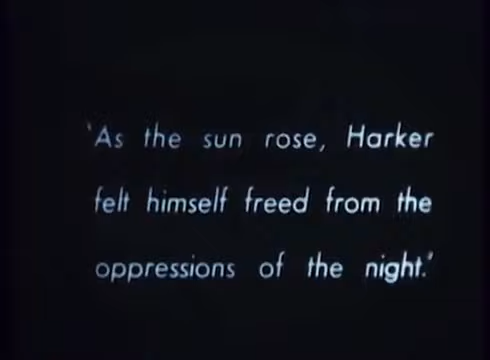 'As the sun rose, Harker
felt himself freed from the
oppressions of the night.'